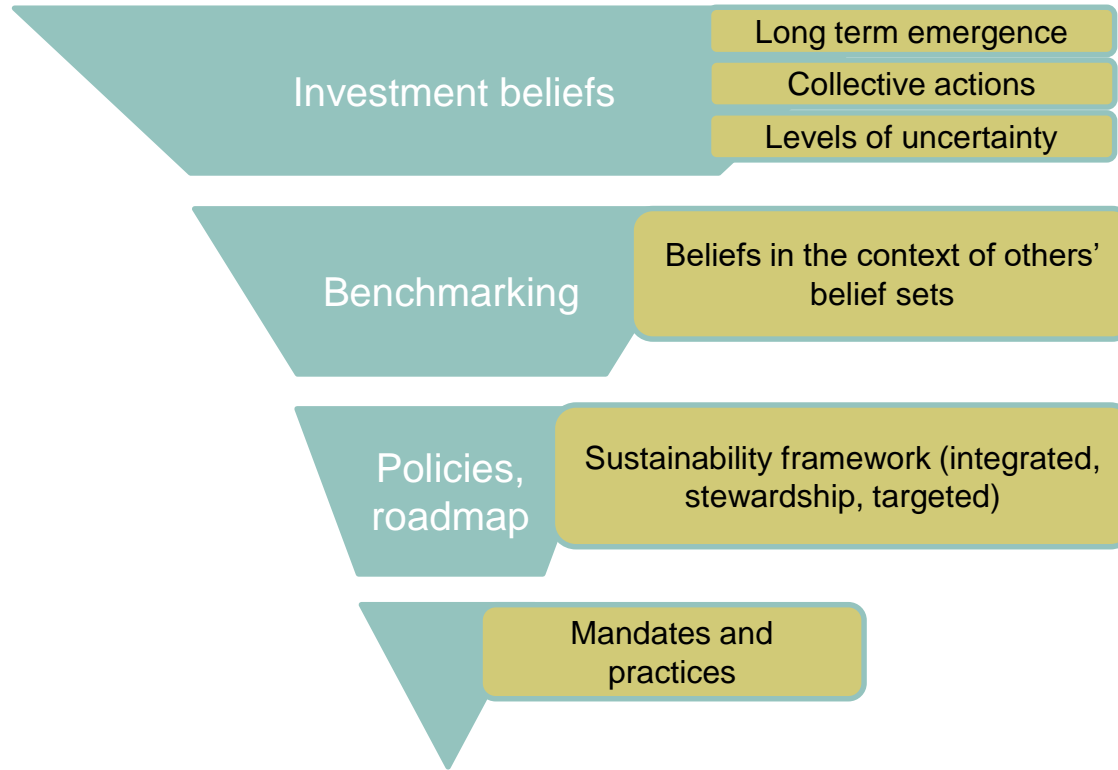 Investment beliefs
Long term emergence
Collective actions
Levels of uncertainty
Benchmarking
Beliefs in the context of others’
belief sets
Policies,
roadmap
Sustainability framework (integrated,
stewardship, targeted)
Mandates and
practices